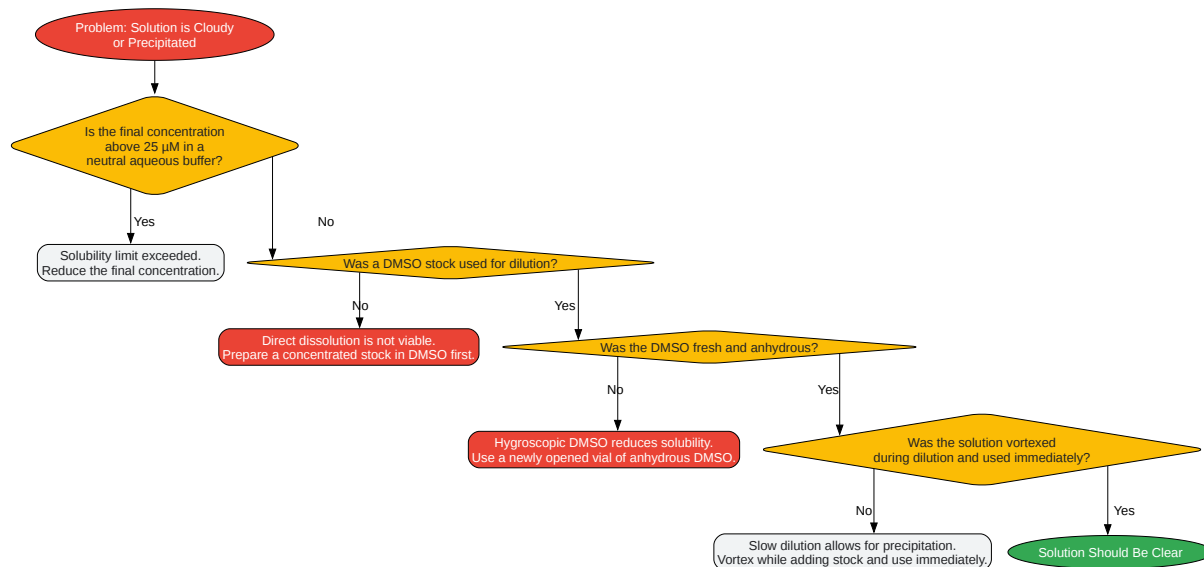 Problem: Solution is Cloudy
or Precipitated
Is the final concentration
above 25 µM in a
neutral aqueous buffer?
Yes
No
Solubility limit exceeded.
Reduce the final concentration.
Was a DMSO stock used for dilution?
No
Yes
Direct dissolution is not viable.
Prepare a concentrated stock in DMSO first.
Was the DMSO fresh and anhydrous?
No
Yes
Hygroscopic DMSO reduces solubility.
Use a newly opened vial of anhydrous DMSO.
Was the solution vortexed
during dilution and used immediately?
No
Yes
Slow dilution allows for precipitation.
Vortex while adding stock and use immediately.
Solution Should Be Clear